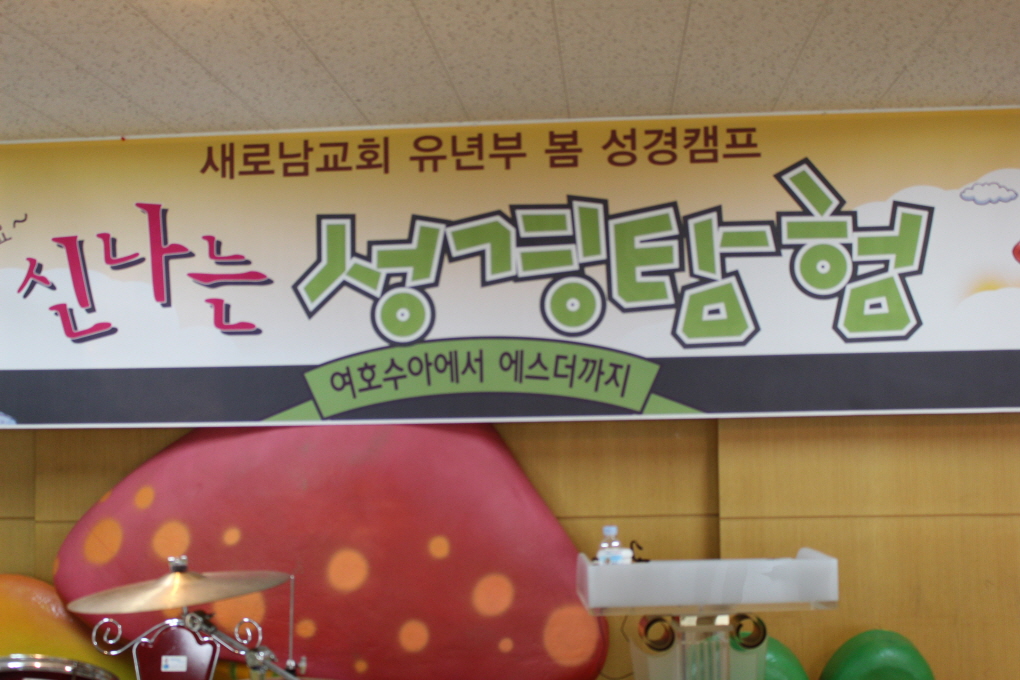 새로남교회 유년부 봄 성경캠프
신나는 성경탐험
여호수아에서 에스더까지